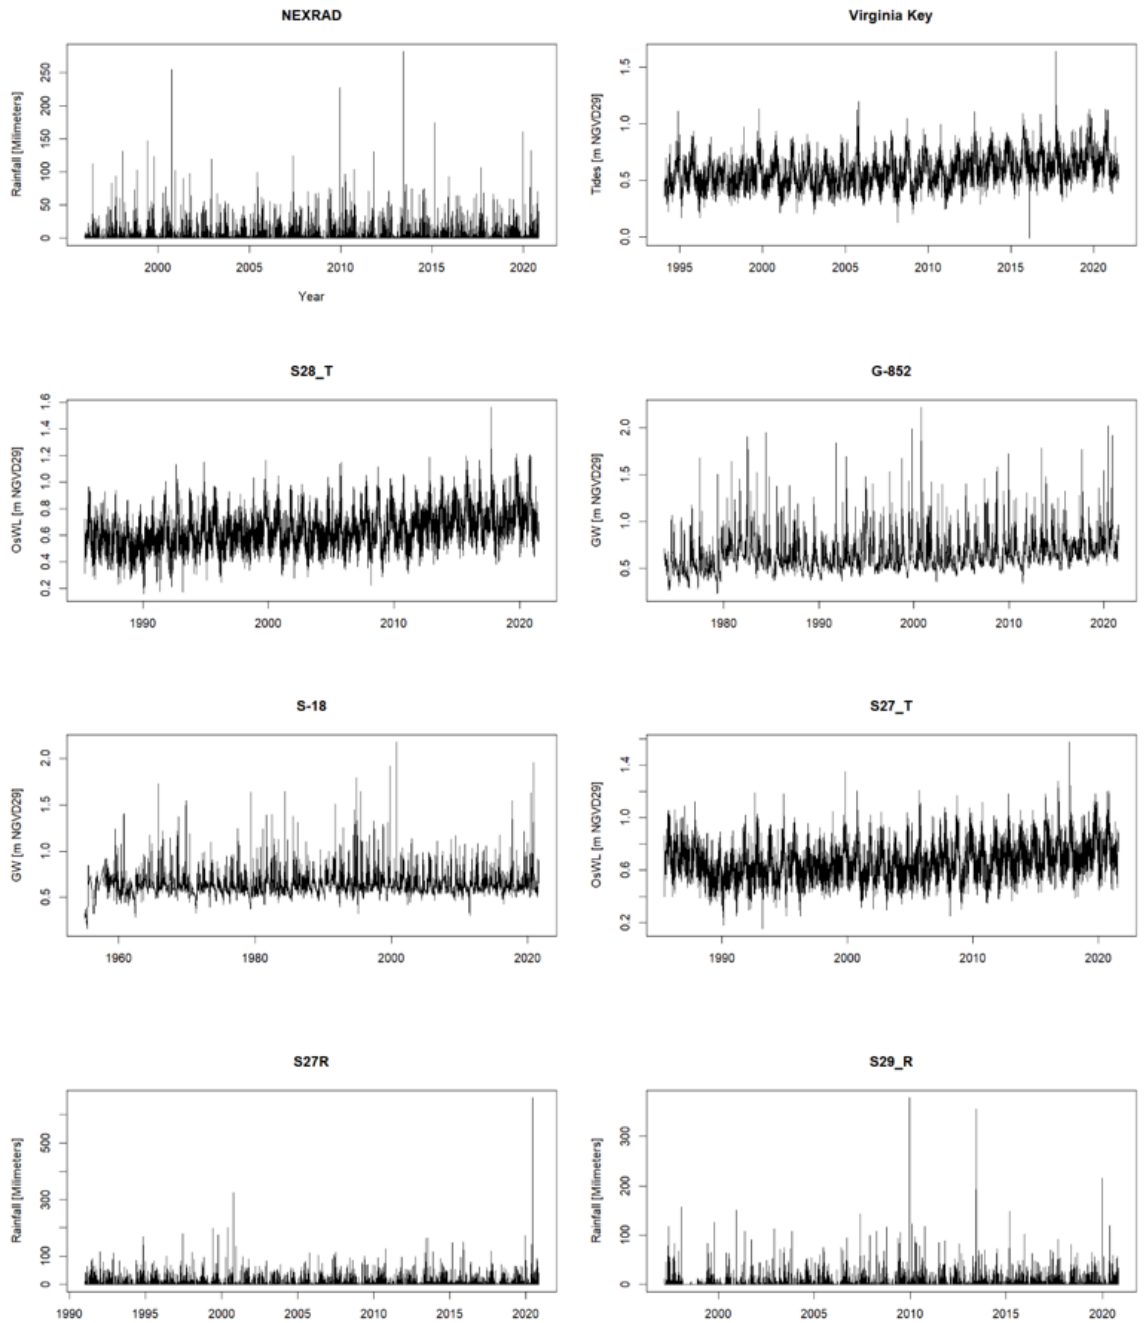 NEXRAD
Rainfall [Milimeters]
0 50 100 150 200 250
2000 2005 2010 2015 2020
Year
Virginia Key
Tides [m NGVD29]
0.0 0.5 1.0 1.5
1995 2000 2005 2010 2015 2020
S28_T
OsWL [m NGVD29]
0.2 0.4 0.6 0.8 1.0 1.2 1.4 1.6
1990 2000 2010 2020
G-852
GW [m NGVD29]
0.5 1.0 1.5 2.0
1980 1990 2000 2010 2020
S-18
GW [m NGVD29]
0.5 1.0 1.5 2.0
1960 1980 2000 2020
S27_T
OsWL [m NGVD29]
0.2 0.6 1.0 1.4
1990 2000 2010 2020
S27R
Rainfall [Milimeters]
0 100 300 500
1990 1995 2000 2005 2010 2015 2020
S29_R
Rainfall [Milimeters]
0 100 200 300
2000 2005 2010 2015 2020